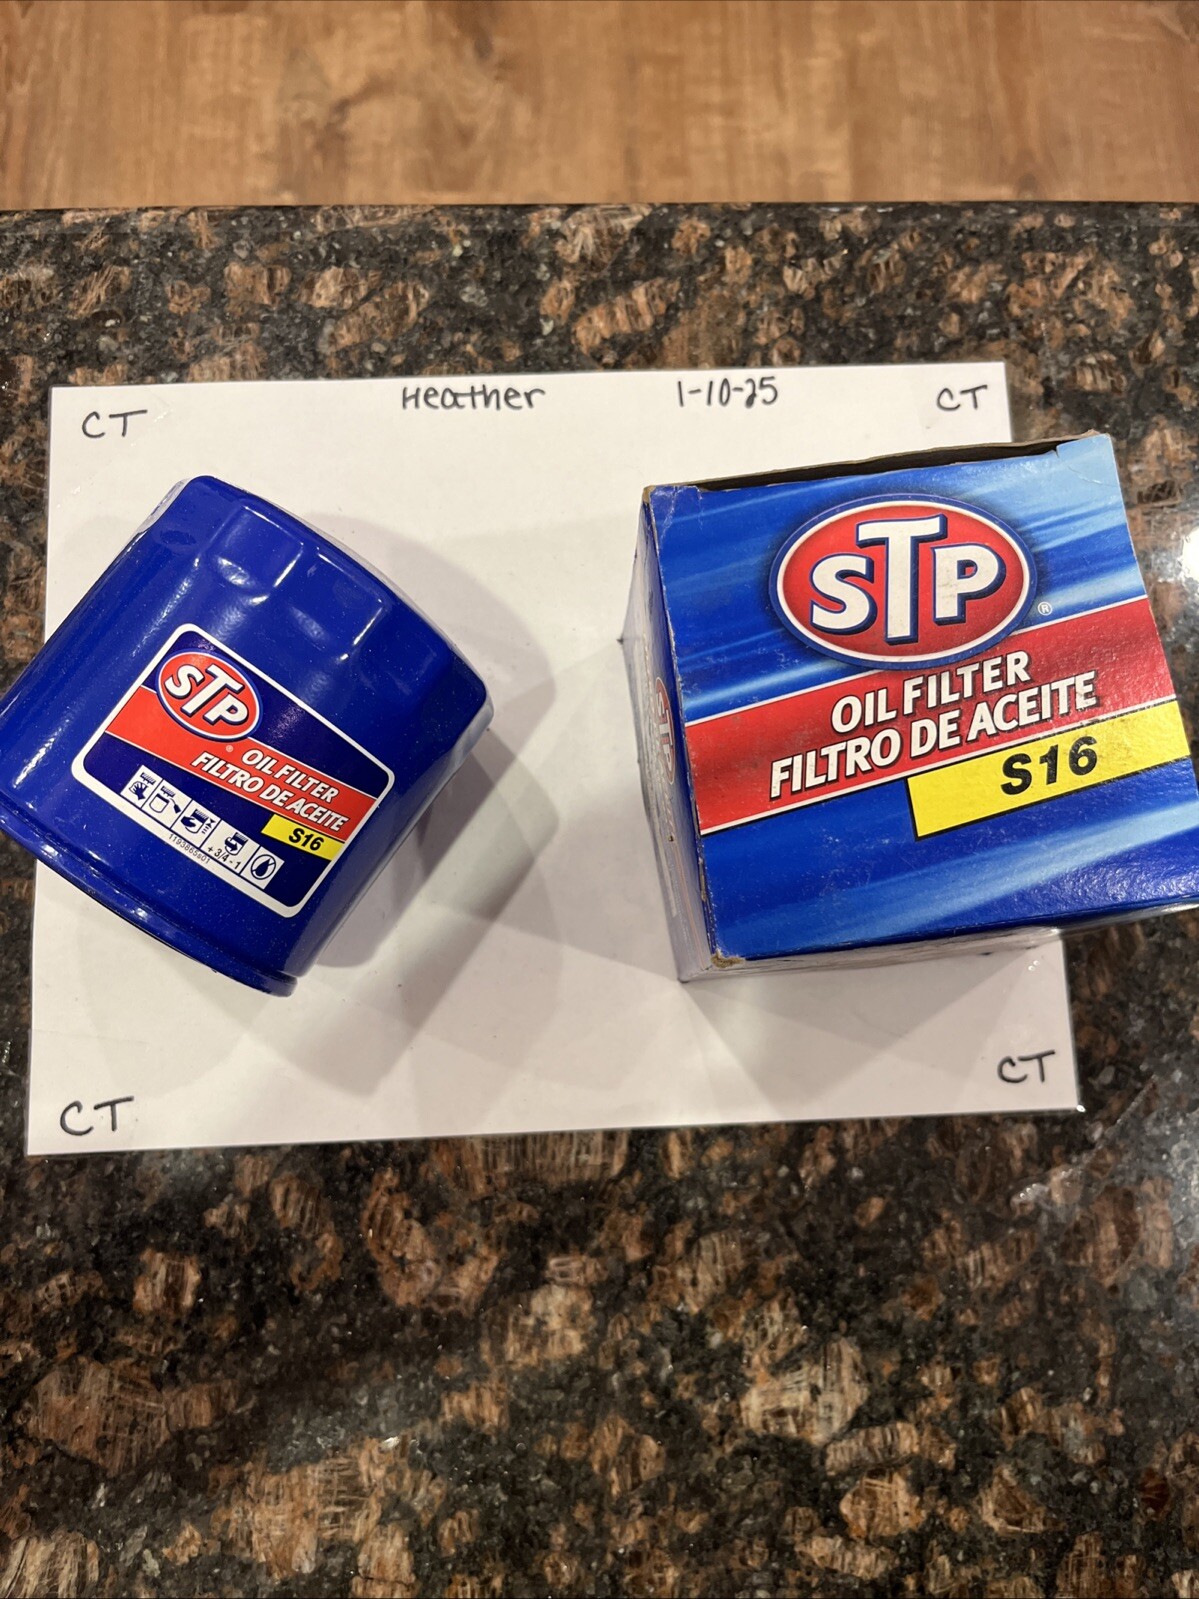 CT
Heather
1-10-25
CT
STP
OIL FILTER
FILTRO DE ACEITE
S16
+ 3/4 - 1
STP
®
OIL FILTER
FILTRO DE ACEITE
S16
STP
CT
CT